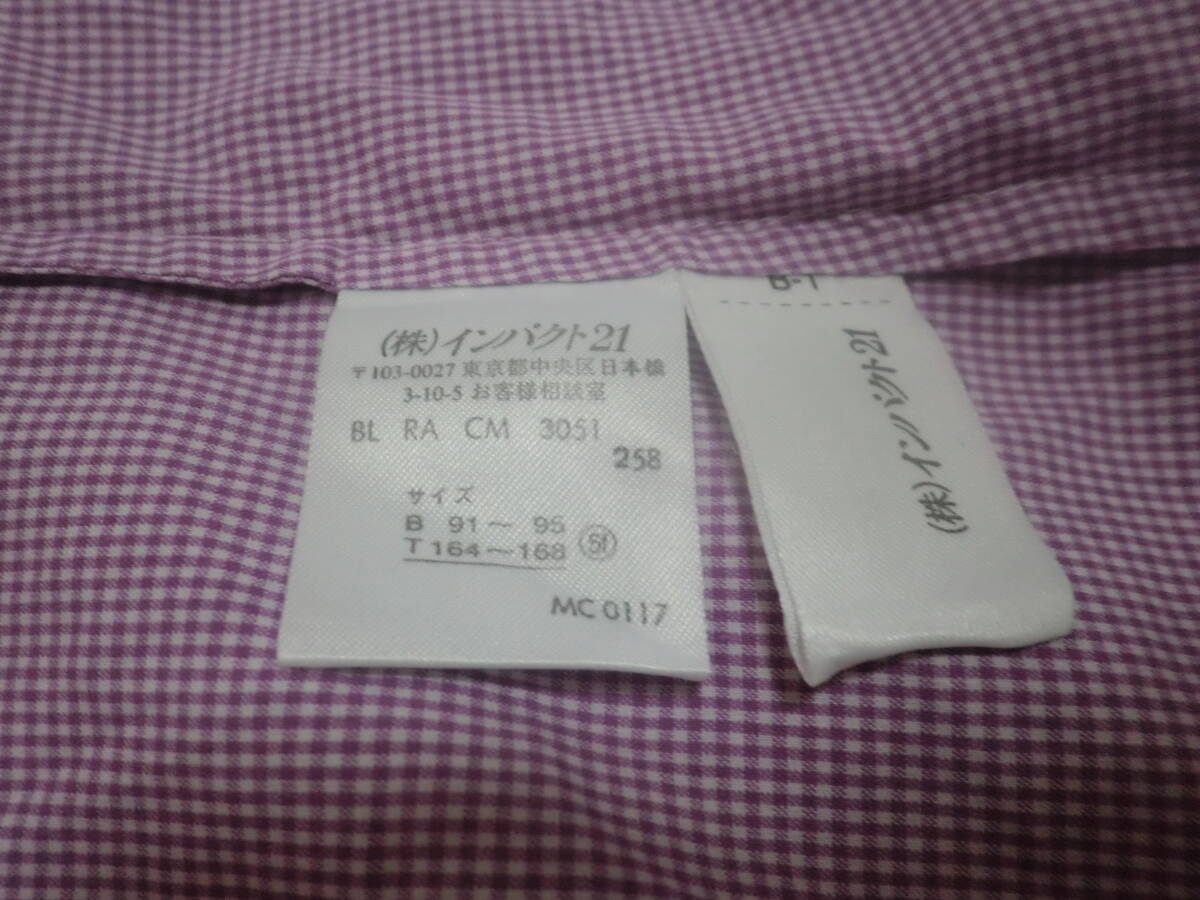 (株)インパクト21
〒103-0027 東京都中央区日本橋
3-10-5 お客様相談室
BL RA CM 3051
258
サイズ
B 91〜 95
T 164〜168 51
MC 0117
B-1
(株)インパクト21